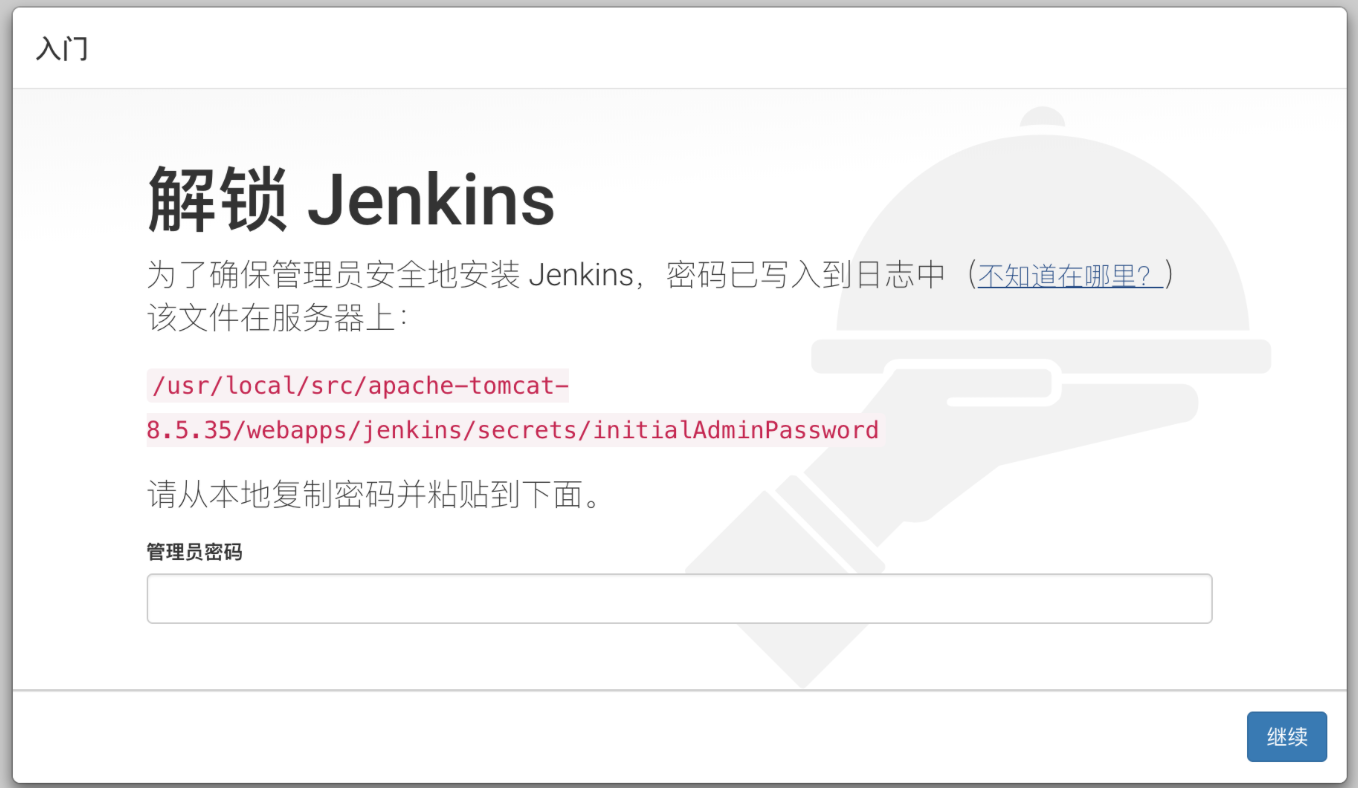 入门
解锁 Jenkins
为了确保管理员安全地安装 Jenkins，密码已写入到日志中（不知道在哪里？）
该文件在服务器上：
/usr/local/src/apache-tomcat-
8.5.35/webapps/jenkins/secrets/initialAdminPassword
请从本地复制密码并粘贴到下面。
管理员密码
继续